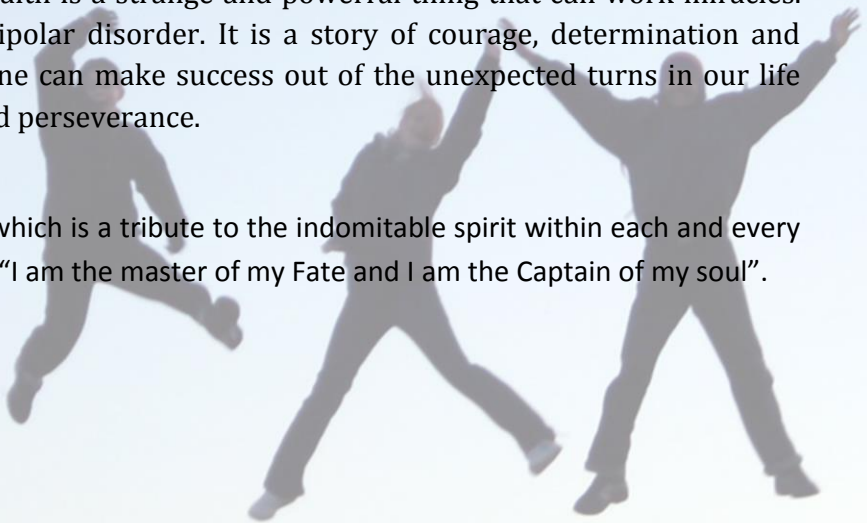 faith is a strange and powerful thing that can work miracles.
ipolar disorder. It is a story of courage, determination and
ne can make success out of the unexpected turns in our life
d perseverance.
which is a tribute to the indomitable spirit within each and every
“I am the master of my Fate and I am the Captain of my soul”.